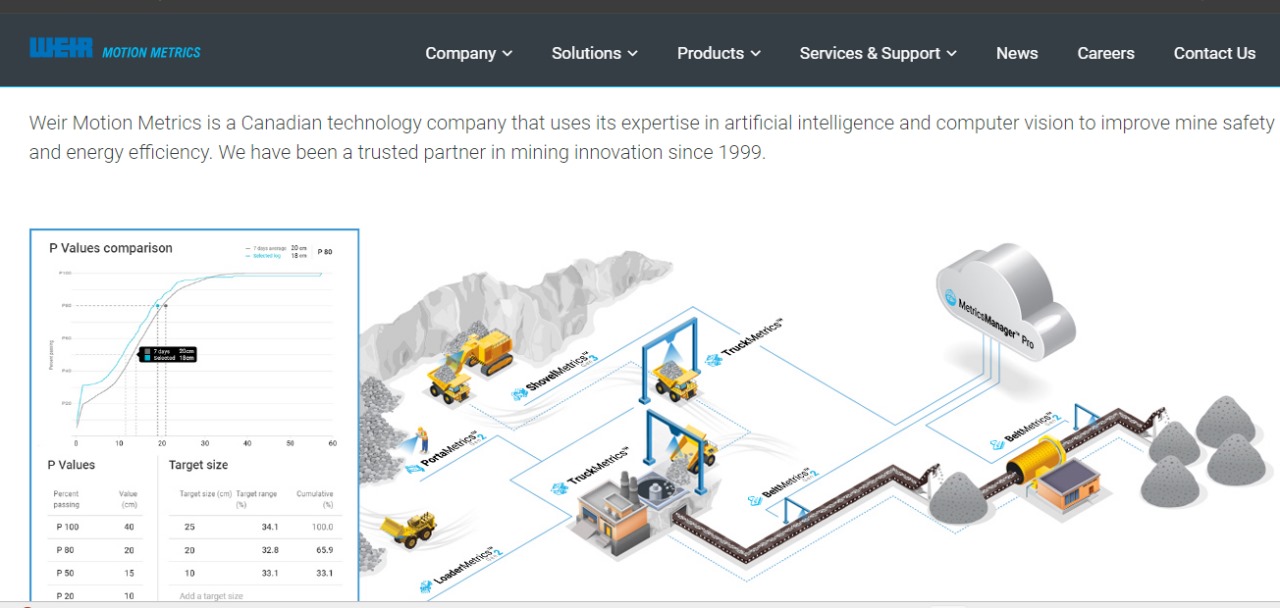 WEIR MOTION METRICS
Company Solutions Products Services & Support News Careers Contact Us
Weir Motion Metrics is a Canadian technology company that uses its expertise in artificial intelligence and computer vision to improve mine safety
and energy efficiency. We have been a trusted partner in mining innovation since 1999.
P Values comparison
7 days average 20 cm
Selected log 18 cm
P 80
P100
P80
P60
P40
P20
Percent passing
7 days 20cm
Selected 18cm
0 10 20 30 40 50 60
P Values
Percent passing Value (cm)
P 100 40
P 80 20
P 50 15
P 20 10
Target size
Target size (cm) Target range (%) Cumulative (%)
25 34.1 100.0
20 32.8 65.9
10 33.1 33.1
Add a target size
ShovelMetrics™
GEN 3
TruckMetrics™
MetricsManager™ Pro
PortaMetrics™
GEN 2
TruckMetrics™
BeltMetrics™
GEN 2
BeltMetrics™
GEN 2
LoaderMetrics™
GEN 2